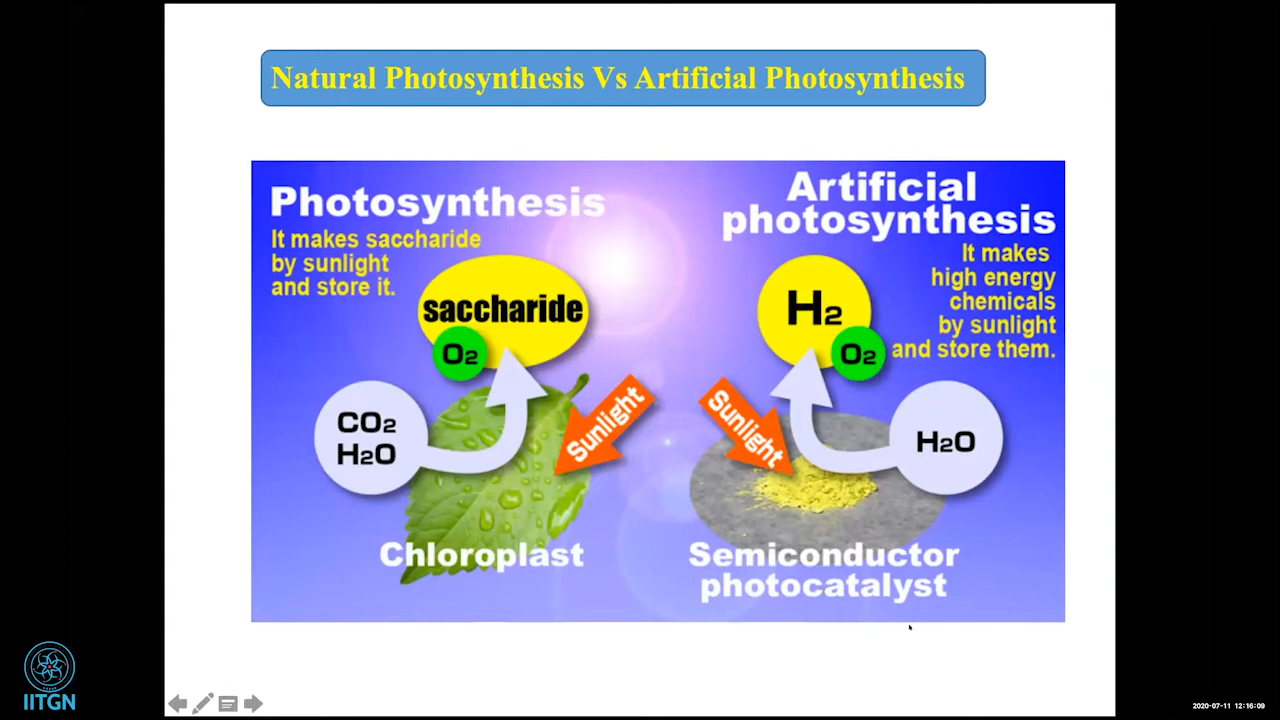 Natural Photosynthesis Vs Artificial Photosynthesis
Photosynthesis
It makes saccharide
by sunlight
and store it.
saccharide
O2
CO2
H2O
Sunlight
Chloroplast
Artificial
photosynthesis
It makes
high energy
chemicals
by sunlight
and store them.
H2
O2
H2O
Sunlight
Semiconductor
photocatalyst
IITGN
2020-07-11 12:16:09